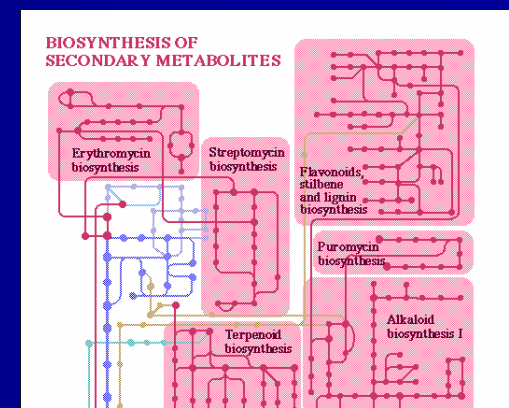 BIOSYNTHESIS OF
SECONDARY METABOLITES
Erythromycin
biosynthesis
Streptomycin
biosynthesis
Flavonoids,
stilbene
and lignin
biosynthesis
Puromycin
biosynthesis
Terpenoid
biosynthesis
Alkaloid
biosynthesis I